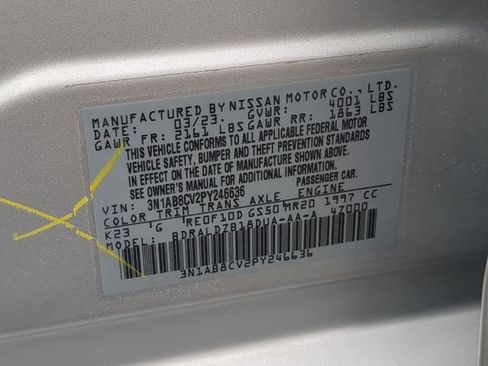 MANUFACTURED BY NISSAN MOTOR CO., LTD.
DATE: 03/23 GVWR: 4001 LBS
GAWR FR: 2161 LBS GAWR RR: 1863 LBS
THIS VEHICLE CONFORMS TO ALL APPLICABLE FEDERAL MOTOR
VEHICLE SAFETY, BUMPER AND THEFT PREVENTION STANDARDS
IN EFFECT ON THE DATE OF MANUFACTURE SHOWN ABOVE.
SEE OWNER'S MANUAL FOR ADDITIONAL INFORMATION.
VIN: 3N1AB8CV2PY246636 PASSENGER CAR.
COLOR TRIM TRANS AXLE ENGINE
K23 G RE0F10D GS50 MR20 1997 CC
MODEL: BDRALDZB18DUA-AA-A 47000
3N1AB8CV2PY246636